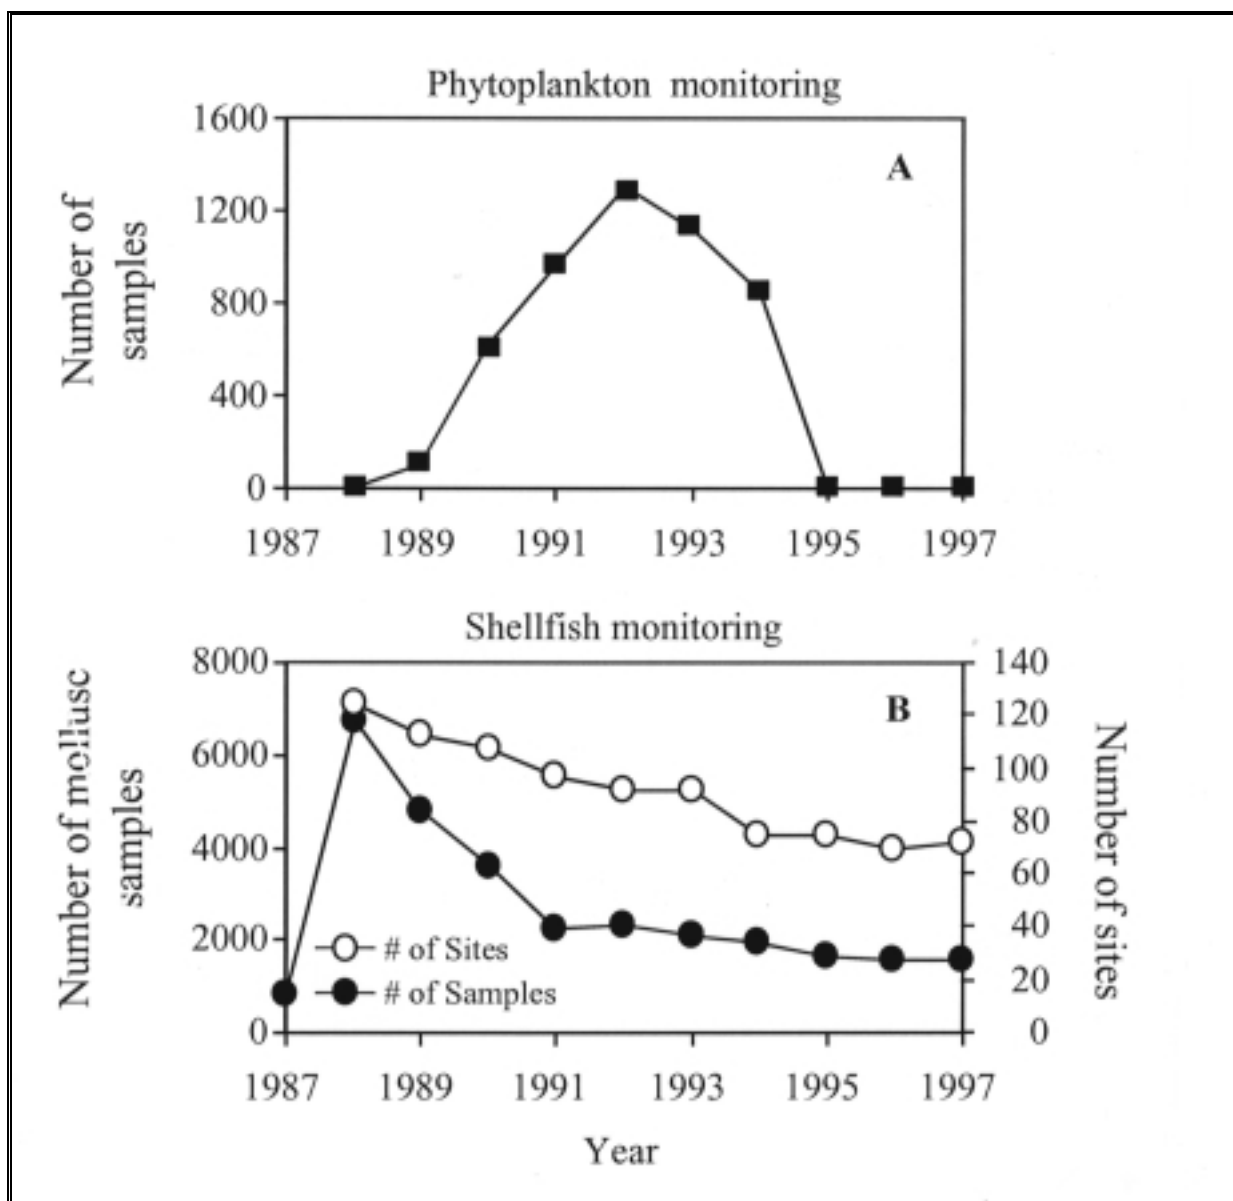 Phytoplankton monitoring
A
Number of
samples
1600
1200
800
400
0
1987 1989 1991 1993 1995 1997
Shellfish monitoring
B
Number of mollusc
samples
8000
6000
4000
2000
0
140
120
100
80
60
40
20
0
Number of sites
# of Sites
# of Samples
1987 1989 1991 1993 1995 1997
Year